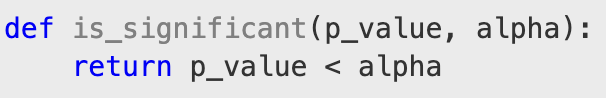 def is_significant(p_value, alpha):
    return p_value < alpha